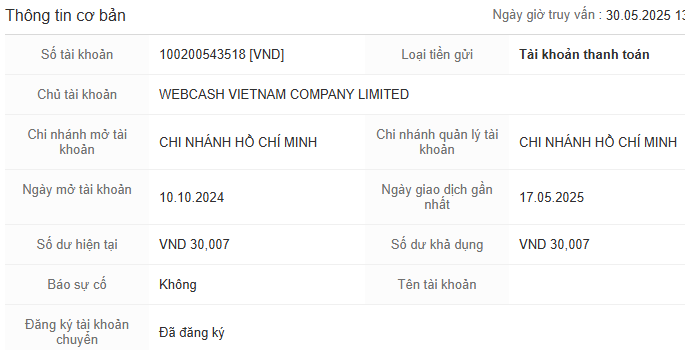 Thông tin cơ bản
Ngày giờ truy vấn : 30.05.2025 13
Số tài khoản
100200543518 [VND]
Loại tiền gửi
Tài khoản thanh toán
Chủ tài khoản
WEBCASH VIETNAM COMPANY LIMITED
Chi nhánh mở tài
khoản
CHI NHÁNH HỒ CHÍ MINH
Chi nhánh quản lý tài
khoản
CHI NHÁNH HỒ CHÍ MINH
Ngày mở tài khoản
10.10.2024
Ngày giao dịch gần
nhất
17.05.2025
Số dư hiện tại
VND 30,007
Số dư khả dụng
VND 30,007
Báo sự cố
Không
Tên tài khoản
Đăng ký tài khoản
chuyển
Đã đăng ký